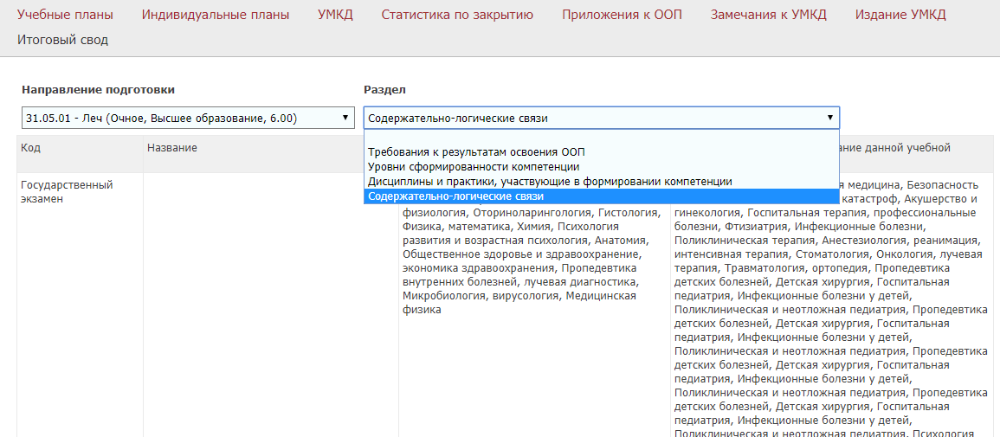 Учебные планы Индивидуальные планы УМКД Статистика по закрытию Приложения к ООП Замечания к УМКД Издание УМКД
Итоговый свод
Направление подготовки Раздел
31.05.01 - Леч (Очное, Высшее образование, 6.00) Содержательно-логические связи
Требования к результатам освоения ООП
Уровни сформированности компетенции
Дисциплины и практики, участвующие в формировании компетенции
Содержательно-логические связи
Код Название ание данной учебной
Государственный
экзамен
физиология, Оториноларингология, Гистология,
Физика, математика, Химия, Психология
развития и возрастная психология, Анатомия,
Общественное здоровье и здравоохранение,
экономика здравоохранения, Пропедевтика
внутренних болезней, лучевая диагностика,
Микробиология, вирусология, Медицинская
физика
я медицина, Безопасность
катастроф, Акушерство и
гинекология, Госпитальная терапия, профессиональные
болезни, Фтизиатрия, Инфекционные болезни,
Поликлиническая терапия, Анестезиология, реанимация,
интенсивная терапия, Стоматология, Онкология, лучевая
терапия, Травматология, ортопедия, Пропедевтика
детских болезней, Детская хирургия, Госпитальная
педиатрия, Инфекционные болезни у детей,
Поликлиническая и неотложная педиатрия, Пропедевтика
детских болезней, Детская хирургия, Госпитальная
педиатрия, Инфекционные болезни у детей,
Поликлиническая и неотложная педиатрия, Пропедевтика
детских болезней, Детская хирургия, Госпитальная
педиатрия, Инфекционные болезни у детей,
Поликлиническая и неотложная педиатрия, Пропедевтика
детских болезней, Детская хирургия, Госпитальная
педиатрия, Инфекционные болезни у детей,
Поликлиническая и неотложная педиатрия, Психология